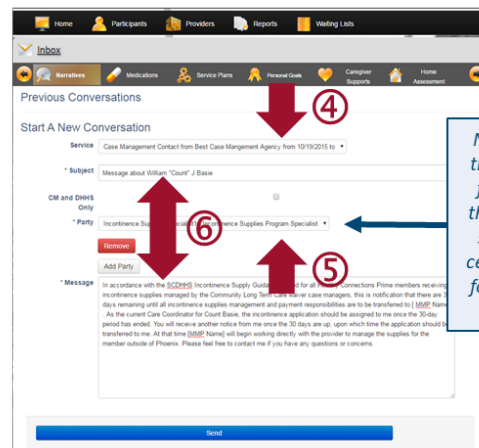 Home Participants Providers Reports Waiting Lists
Inbox
Narratives Medications Service Plans Personal Goals Caregiver Supports Home Assessment
Previous Conversations
④
Start A New Conversation
Service Case Management Contact from Best Case Mangement Agency from 10/19/2015 to
* Subject Message about William "Count" J Basie
CM and DHHS Only
* Party Incontinence Incontinence Supplies Program Specialist
⑥
Remove
Add Party
⑤
* Message In accordance with the SCDHHS Incontinence Supply for all Connections Prime members receiving
incontinence supplies managed by the Community Long Term Care waiver case managers, this is notification that there are
days remaining until all incontinence supplies management and payment responsibilities are to be transferred to [ MMP Name
. As the current Care Coordinator for Count Basie, the incontinence application should be assigned to me once the 30-day
period has ended. You will receive another notice from me once the 30 days are up, upon which time the application should be
transferred to me. At that time [MMP Name] will begin working directly with the provider to manage the supplies for the
member outside of Phoenix. Please feel free to contact me if you have any questions or concerns.
Send